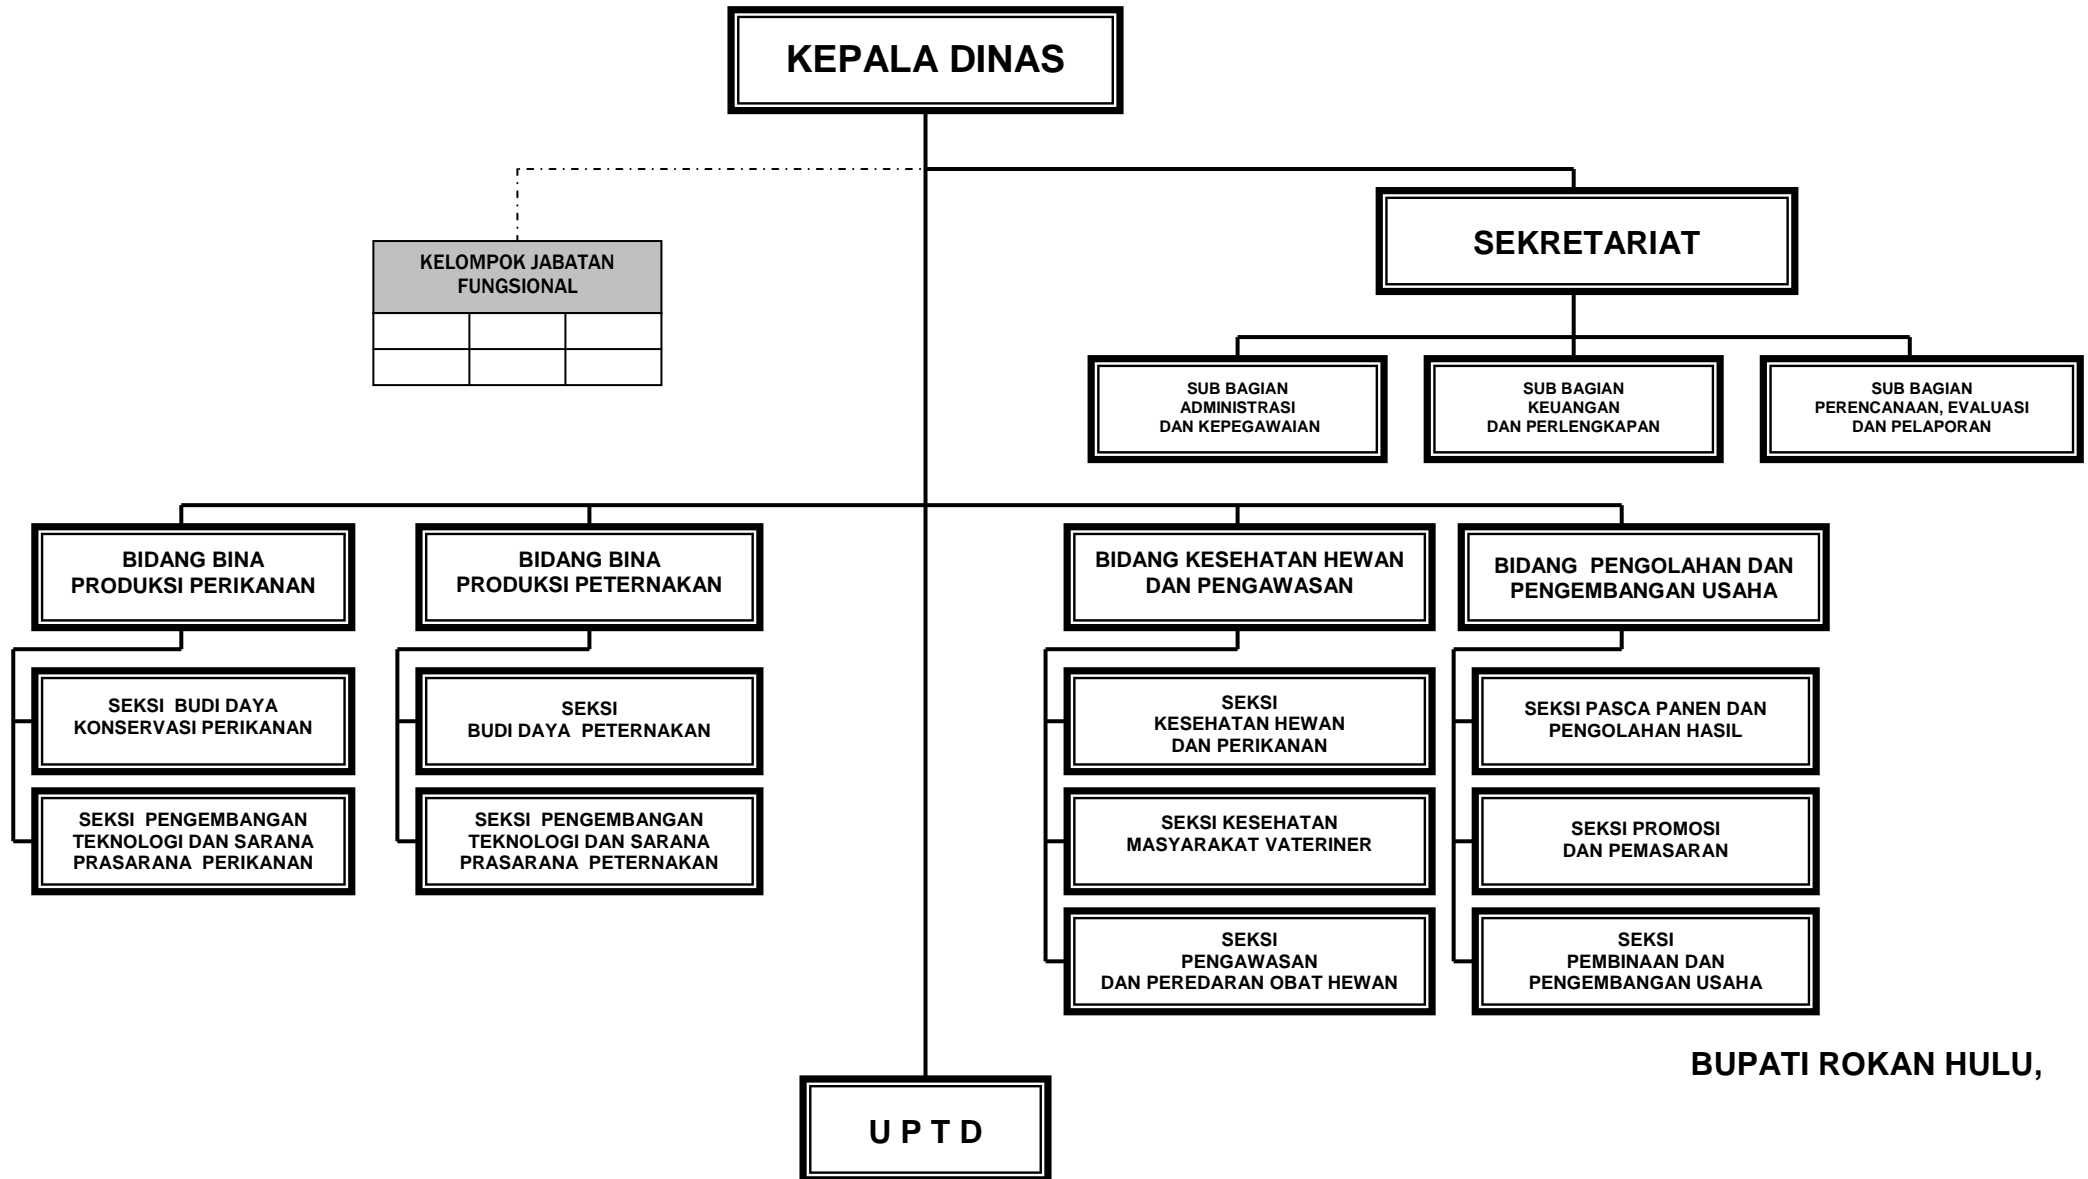 KEPALA DINAS
SEKRETARIAT
KELOMPOK JABATAN
FUNGSIONAL
SUB BAGIAN
ADMINISTRASI
DAN KEPEGAWAIAN
SUB BAGIAN
KEUANGAN
DAN PERLENGKAPAN
SUB BAGIAN
PERENCANAAN, EVALUASI
DAN PELAPORAN
BIDANG BINA
PRODUKSI PERIKANAN
BIDANG BINA
PRODUKSI PETERNAKAN
BIDANG KESEHATAN HEWAN
DAN PENGAWASAN
BIDANG PENGOLAHAN DAN
PENGEMBANGAN USAHA
SEKSI BUDI DAYA
KONSERVASI PERIKANAN
SEKSI
BUDI DAYA PETERNAKAN
SEKSI
KESEHATAN HEWAN
DAN PERIKANAN
SEKSI PASCA PANEN DAN
PENGOLAHAN HASIL
SEKSI PENGEMBANGAN
TEKNOLOGI DAN SARANA
PRASARANA PERIKANAN
SEKSI PENGEMBANGAN
TEKNOLOGI DAN SARANA
PRASARANA PETERNAKAN
SEKSI KESEHATAN
MASYARAKAT VATERINER
SEKSI PROMOSI
DAN PEMASARAN
SEKSI
PENGAWASAN
DAN PEREDARAN OBAT HEWAN
SEKSI
PEMBINAAN DAN
PENGEMBANGAN USAHA
BUPATI ROKAN HULU,
U P T D